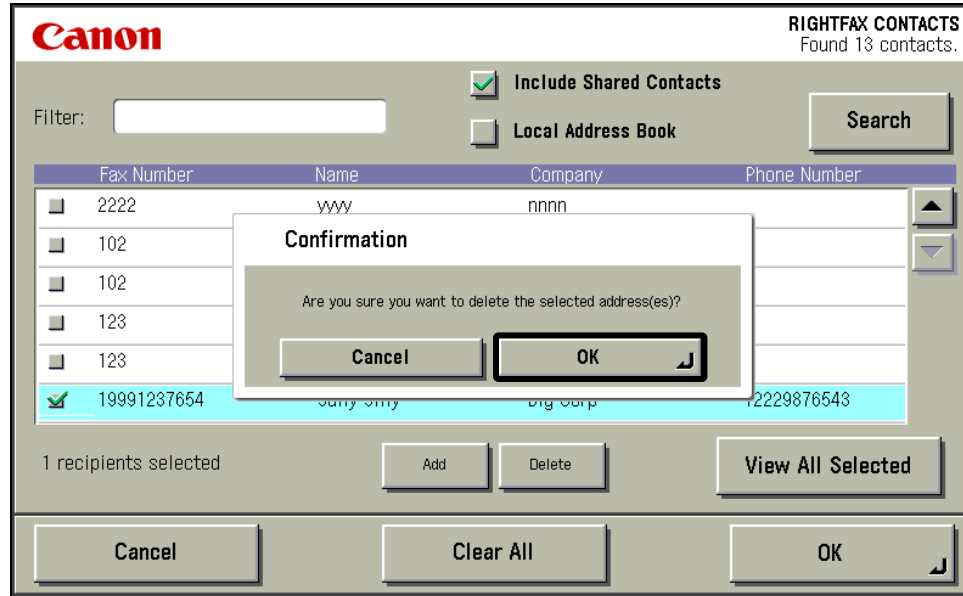 Canon
RIGHTFAX CONTACTS
Found 13 contacts.
Include Shared Contacts
Filter:
Local Address Book
Search
Fax Number Name Company Phone Number
2222 yyyy nnnn
102
102
123
123
19991237654 12229876543
Confirmation
Are you sure you want to delete the selected address(es)?
Cancel OK
1 recipients selected Add Delete View All Selected
Cancel Clear All OK